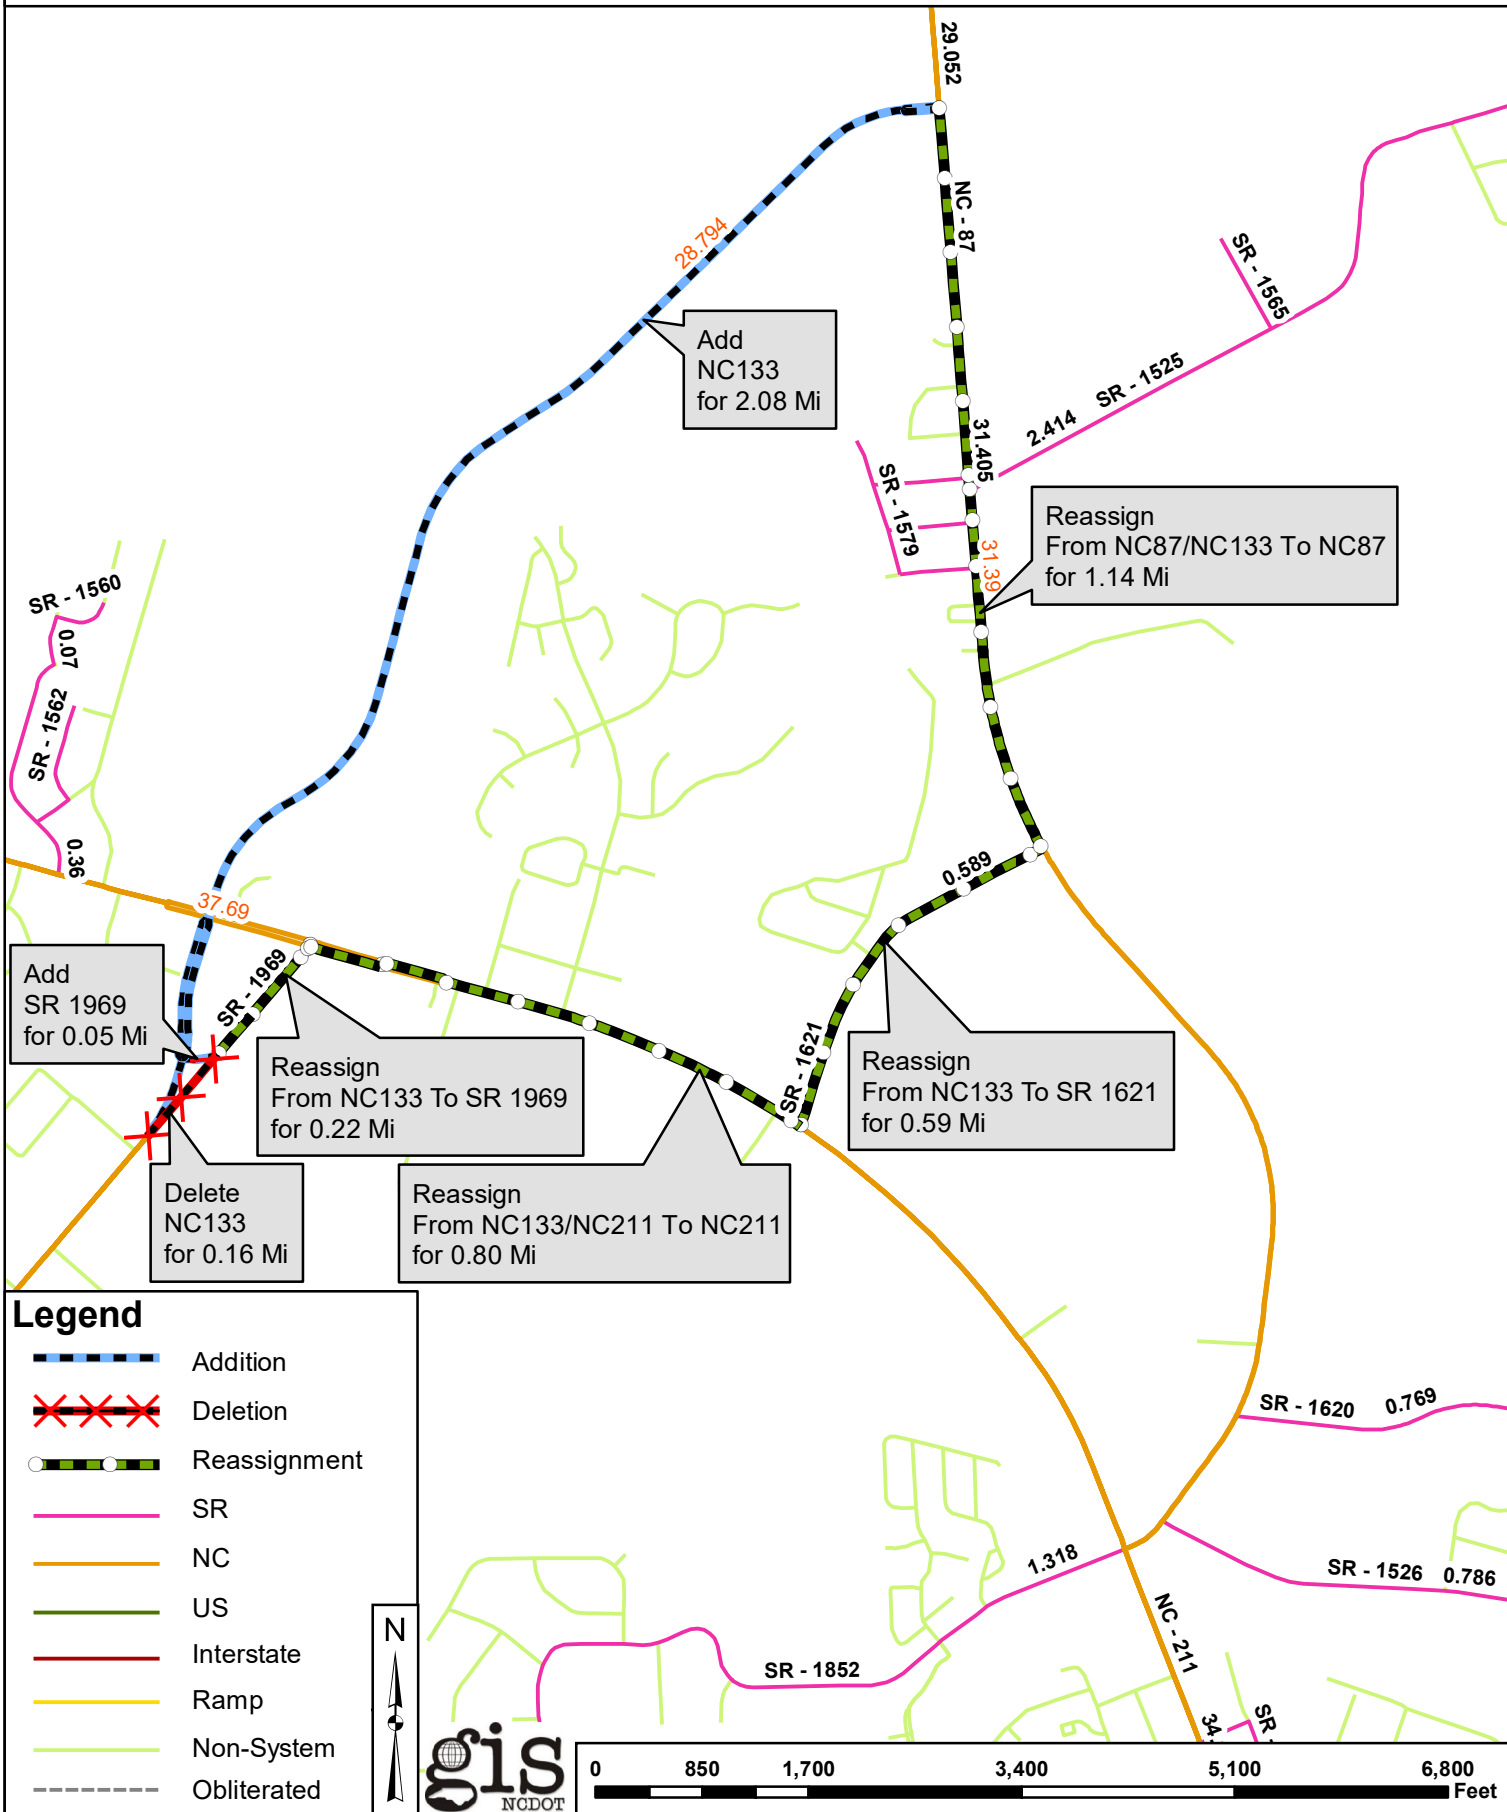 29.052
NC - 87
28.794
SR - 1565
Add
NC133
for 2.08 Mi
SR - 1525
2.414
31.405
SR - 1579
31.39
Reassign
From NC87/NC133 To NC87
for 1.14 Mi
SR - 1560
0.07
SR - 1562
0.36
0.589
37.69
Add
SR 1969
for 0.05 Mi
SR - 1969
SR - 1621
Reassign
From NC133 To SR 1969
for 0.22 Mi
Reassign
From NC133 To SR 1621
for 0.59 Mi
Delete
NC133
for 0.16 Mi
Reassign
From NC133/NC211 To NC211
for 0.80 Mi
Legend
Addition
Deletion
Reassignment
SR
NC
US
Interstate
Ramp
Non-System
Obliterated
N
SR - 1620 0.769
1.318
SR - 1526 0.786
NC - 211
SR - 1852
34.
SR -
gis
NCDOT
0 850 1,700 3,400 5,100 6,800
Feet